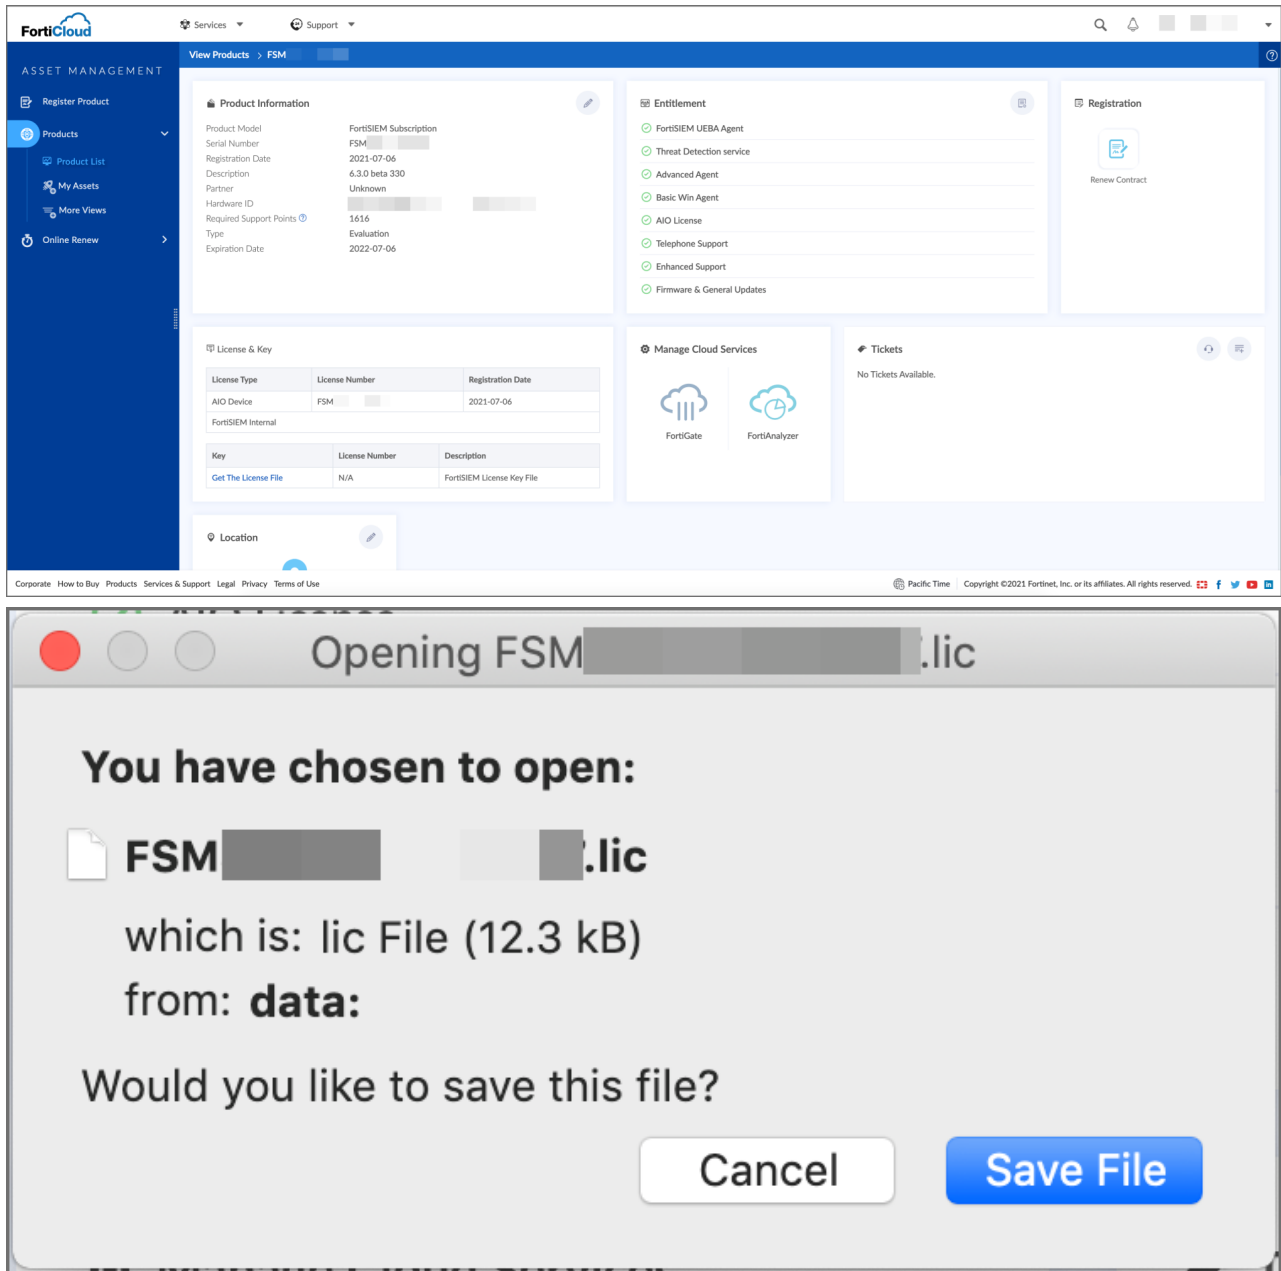 FortiCloud
Services
Support
View Products > FSM
ASSET MANAGEMENT
Register Product
Products
Product List
My Assets
More Views
Online Renew
Product Information
Product Model FortiSIEM Subscription
Serial Number FSM
Registration Date 2021-07-06
Description 6.3.0 beta 330
Partner Unknown
Hardware ID
Required Support Points 1616
Type Evaluation
Expiration Date 2022-07-06
Entitlement
FortiSIEM UEBA Agent
Threat Detection service
Advanced Agent
Basic Win Agent
AIO License
Telephone Support
Enhanced Support
Firmware & General Updates
Registration
Renew Contract
License & Key
License Type License Number Registration Date
AIO Device FSM 2021-07-06
FortiSIEM Internal
Key License Number Description
Get The License File N/A FortiSIEM License Key File
Manage Cloud Services
FortiGate
FortiAnalyzer
Tickets
No Tickets Available.
Location
Corporate How to Buy Products Services & Support Legal Privacy Terms of Use
Pacific Time Copyright ©2021 Fortinet, Inc. or its affiliates. All rights reserved.
Opening FSM .lic
You have chosen to open:
FSM .lic
which is: lic File (12.3 kB)
from: data:
Would you like to save this file?
Cancel
Save File